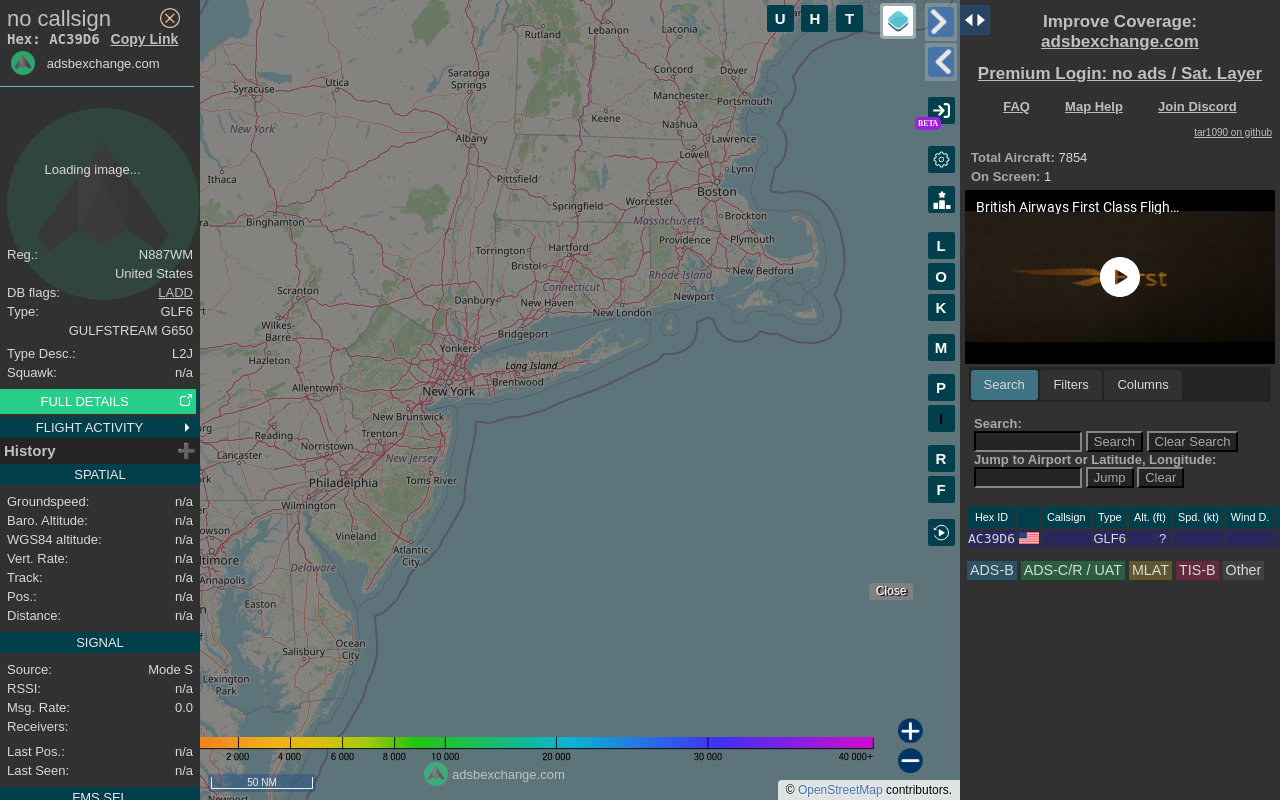 no callsign
Hex: AC39D6 Copy Link
adsbexchange.com
Loading image...
Reg.: N887WM
United States
DB flags: LADD
Type: GLF6
GULFSTREAM G650
Type Desc.: L2J
Squawk: n/a
FULL DETAILS
FLIGHT ACTIVITY
History
SPATIAL
Groundspeed: n/a
Baro. Altitude: n/a
WGS84 altitude: n/a
Vert. Rate: n/a
Track: n/a
Pos.: n/a
Distance: n/a
SIGNAL
Source: Mode S
RSSI: n/a
Msg. Rate: 0.0
Receivers:
Last Pos.: n/a
Last Seen: n/a
FMS SEL
Rutland
Lebanon
Laconia
Concord
Dover
Saratoga Springs
Utica
Syracuse
Manchester
Portsmouth
Keene
Nashua
New York
Albany
Lawrence
Lowell
Lynn
Ithaca
Pittsfield
Boston
Worcester
Springfield
Massachusetts
Brockton
Binghamton
Providence
Plymouth
Torrington
Hartford
Bristol
Rhode Island
New Bedford
Connecticut
Scranton
Danbury
New Haven
New London
Newport
Wilkes-Barre
Bridgeport
Yonkers
Hazleton
Long Island
Allentown
New York
Brentwood
New Brunswick
Reading
Trenton
Norristown
Lancaster
New Jersey
Philadelphia
Toms River
Wilmington
Vineland
Atlantic City
Delaware
Annapolis
Easton
Ocean City
Salisbury
Lexington Park
U H T
BETA
L
O
K
M
P
I
R
F
Close
2 000 4 000 6 000 8 000 10 000 20 000 30 000 40 000+
50 NM
adsbexchange.com
© OpenStreetMap contributors.
Improve Coverage:
adsbexchange.com
Premium Login: no ads / Sat. Layer
FAQ Map Help Join Discord
tar1090 on github
Total Aircraft: 7854
On Screen: 1
British Airways First Class Fligh...
Search Filters Columns
Search:
Search Clear Search
Jump to Airport or Latitude, Longitude:
Jump Clear
Hex ID Callsign Type Alt. (ft) Spd. (kt) Wind D.
AC39D6 GLF6 ?
ADS-B ADS-C/R / UAT MLAT TIS-B Other